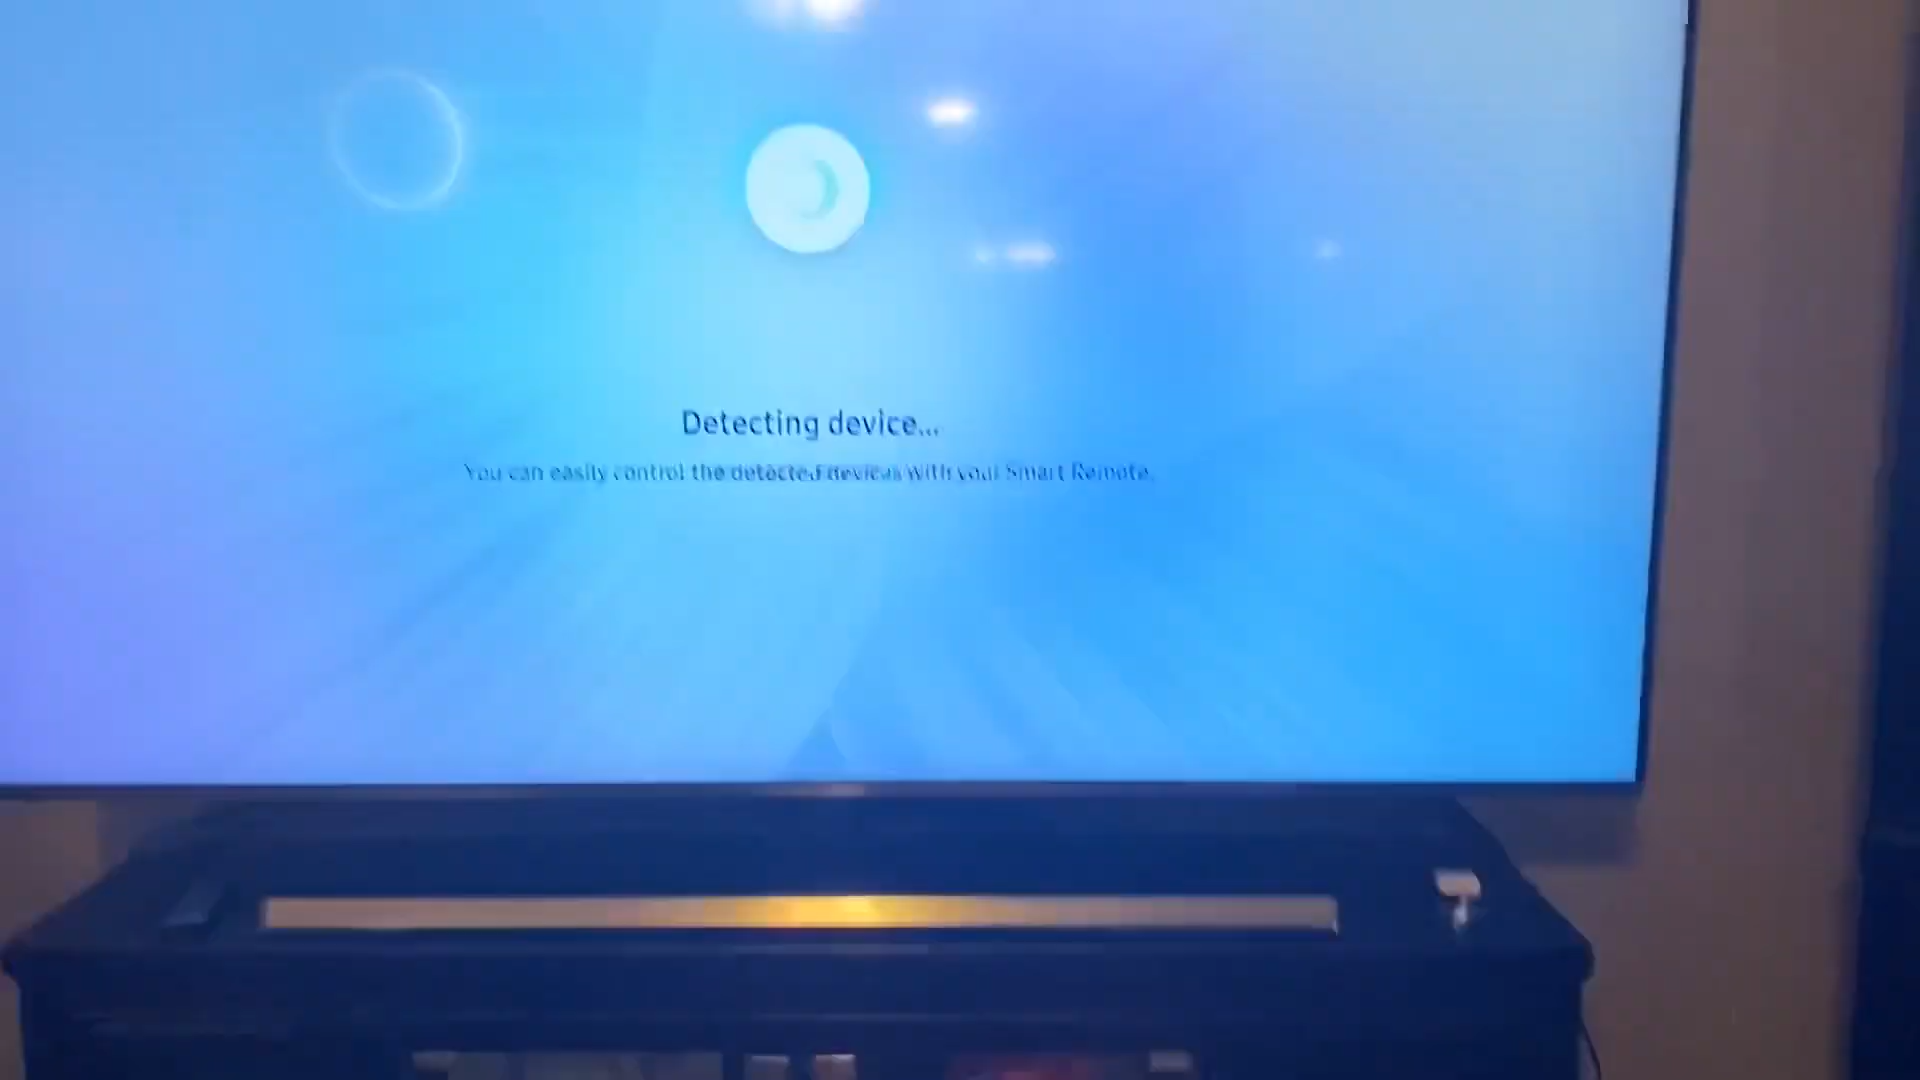 Detecting device...
You can easily control the detected devices with your Smart Remote.